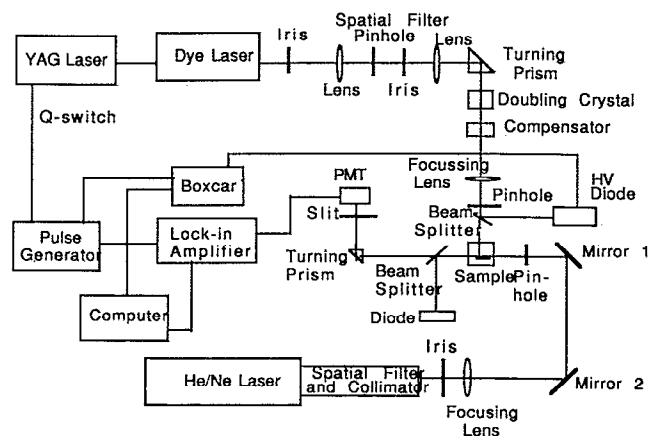 YAG Laser
Dye Laser
Iris
Lens
Spatial Filter
Pinhole
Iris
Lens
Turning
Prism
Doubling Crystal
Compensator
Q-switch
Boxcar
PMT
Slit
Focussing
Lens
Pinhole
HV
Diode
Beam
Splitter
Pulse
Generator
Lock-in
Amplifier
Turning
Prism
Beam
Splitter
Sample
Pin-
hole
Mirror 1
Computer
Diode
He/Ne Laser
Spatial Filter
and Collimator
Iris
Focusing
Lens
Mirror 2